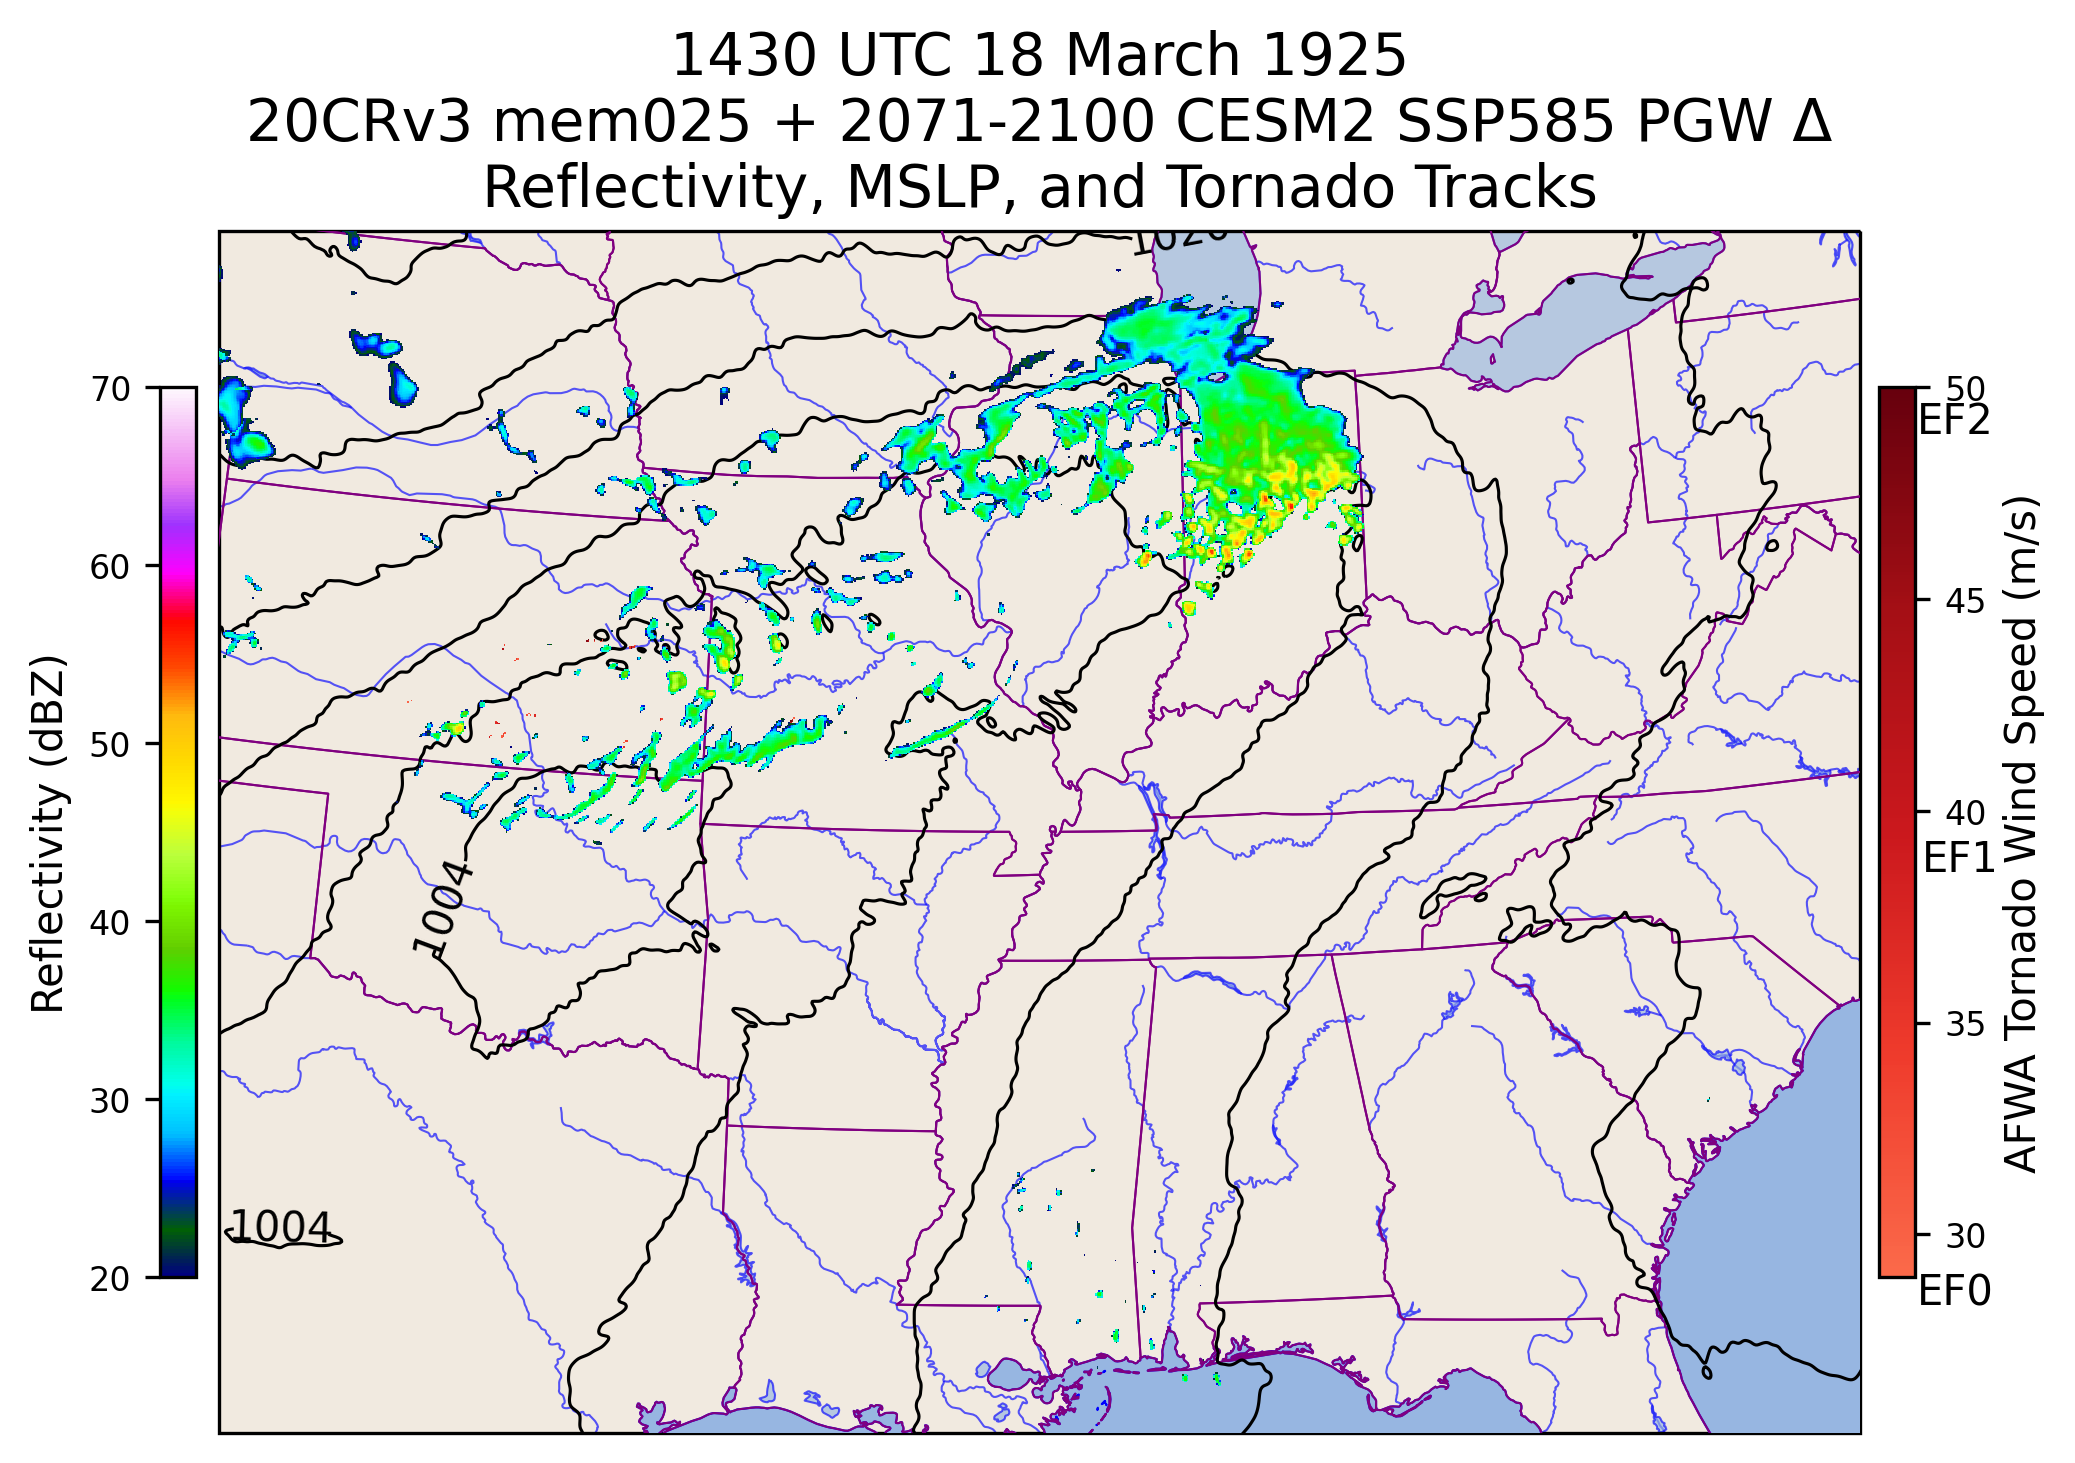 1430 UTC 18 March 1925
20CRv3 mem025 + 2071-2100 CESM2 SSP585 PGW Δ
Reflectivity, MSLP, and Tornado Tracks
Reflectivity (dBZ)
70
60
50
40
30
20
1004
1004
50
EF2
45
40
EF1
35
30
EF0
AFWA Tornado Wind Speed (m/s)